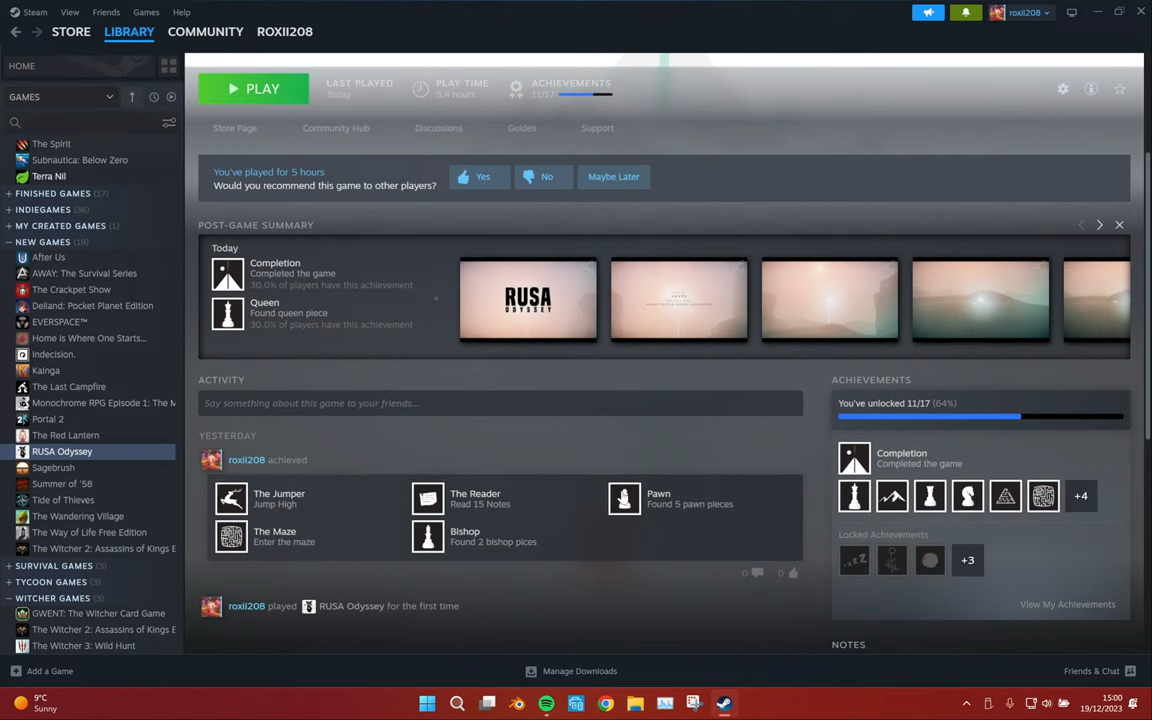 Steam View Friends Games Help
roxii208
STORE LIBRARY COMMUNITY ROXII208
HOME
GAMES
The Spirit
Subnautica: Below Zero
Terra Nil
FINISHED GAMES (17)
INDIEGAMES (36)
MY CREATED GAMES (1)
NEW GAMES (19)
After Us
AWAY: The Survival Series
The Crackpet Show
Deiland: Pocket Planet Edition
EVERSPACE™
Home is Where One Starts...
Indecision.
Kainga
The Last Campfire
Monochrome RPG Episode 1: The M
Portal 2
The Red Lantern
RUSA Odyssey
Sagebrush
Summer of '58
Tide of Thieves
The Wandering Village
The Way of Life Free Edition
The Witcher 2: Assassins of Kings E
SURVIVAL GAMES (3)
TYCOON GAMES (3)
WITCHER GAMES (3)
GWENT: The Witcher Card Game
The Witcher 2: Assassins of Kings E
The Witcher 3: Wild Hunt
PLAY
LAST PLAYED
Today
PLAY TIME
5.4 hours
ACHIEVEMENTS
11/17
Store Page Community Hub Discussions Guides Support
You've played for 5 hours
Would you recommend this game to other players?
Yes No Maybe Later
POST-GAME SUMMARY
Today
Completion
Completed the game
30.0% of players have this achievement
Queen
Found queen piece
30.0% of players have this achievement
RUSA
ODYSSEY
ACTIVITY
Say something about this game to your friends...
YESTERDAY
roxii208 achieved
The Jumper
Jump High
The Reader
Read 15 Notes
Pawn
Found 5 pawn pieces
The Maze
Enter the maze
Bishop
Found 2 bishop pices
0 0
roxii208 played RUSA Odyssey for the first time
ACHIEVEMENTS
You've unlocked 11/17 (64%)
Completion
Completed the game
+4
Locked Achievements
zzZ
+3
View My Achievements
NOTES
Add a Game
Manage Downloads
Friends & Chat
9°C
Sunny
15:00
19/12/2023